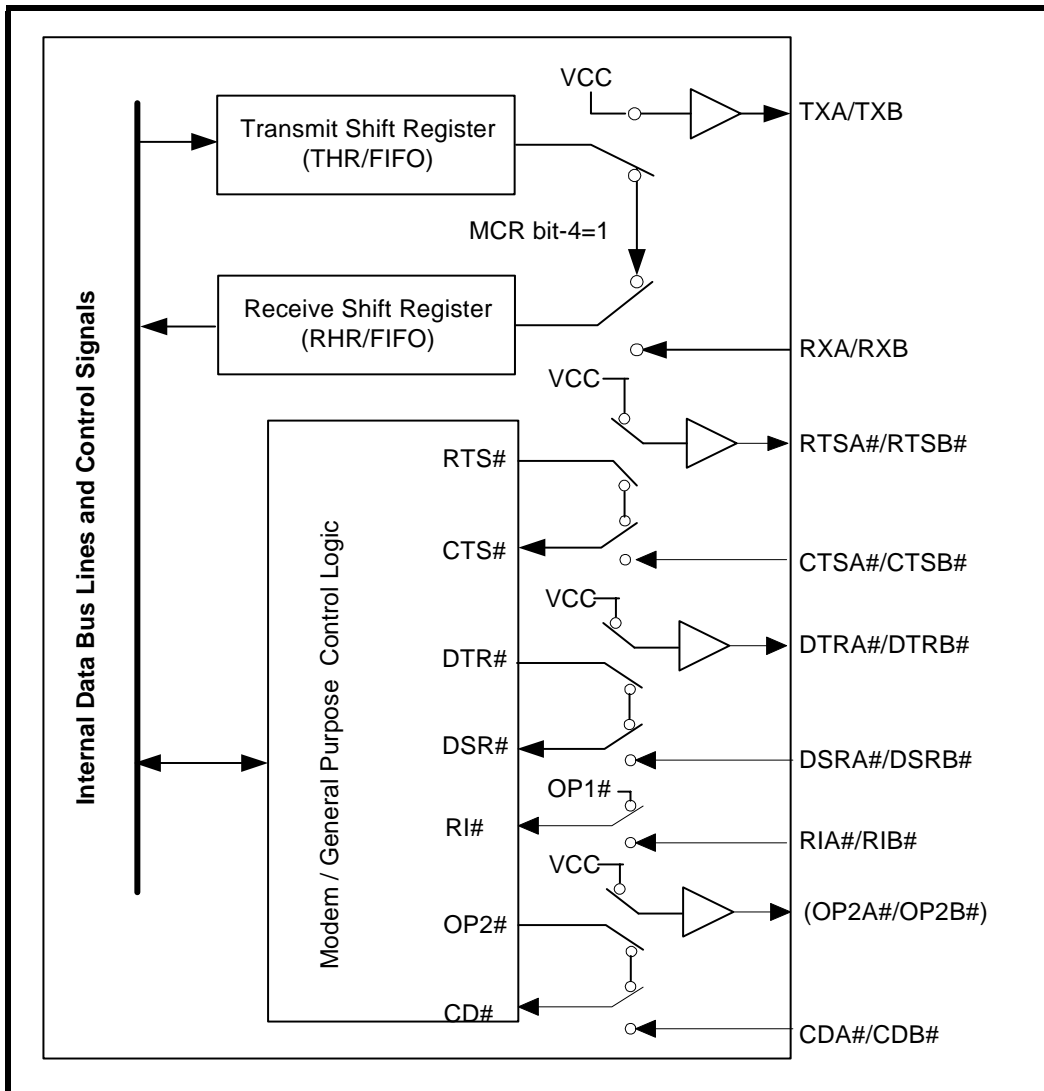 VCC
TXA/TXB
Transmit Shift Register
(THR/FIFO)
MCR bit-4=1
Receive Shift Register
(RHR/FIFO)
RXA/RXB
VCC
RTSA#/RTSB#
RTS#
CTS#
CTSA#/CTSB#
VCC
DTRA#/DTRB#
DTR#
DSR#
DSRA#/DSRB#
OP1#
RI#
RIA#/RIB#
VCC
(OP2A#/OP2B#)
OP2#
CD#
CDA#/CDB#
Internal Data Bus Lines and Control Signals
Modem / General Purpose Control Logic